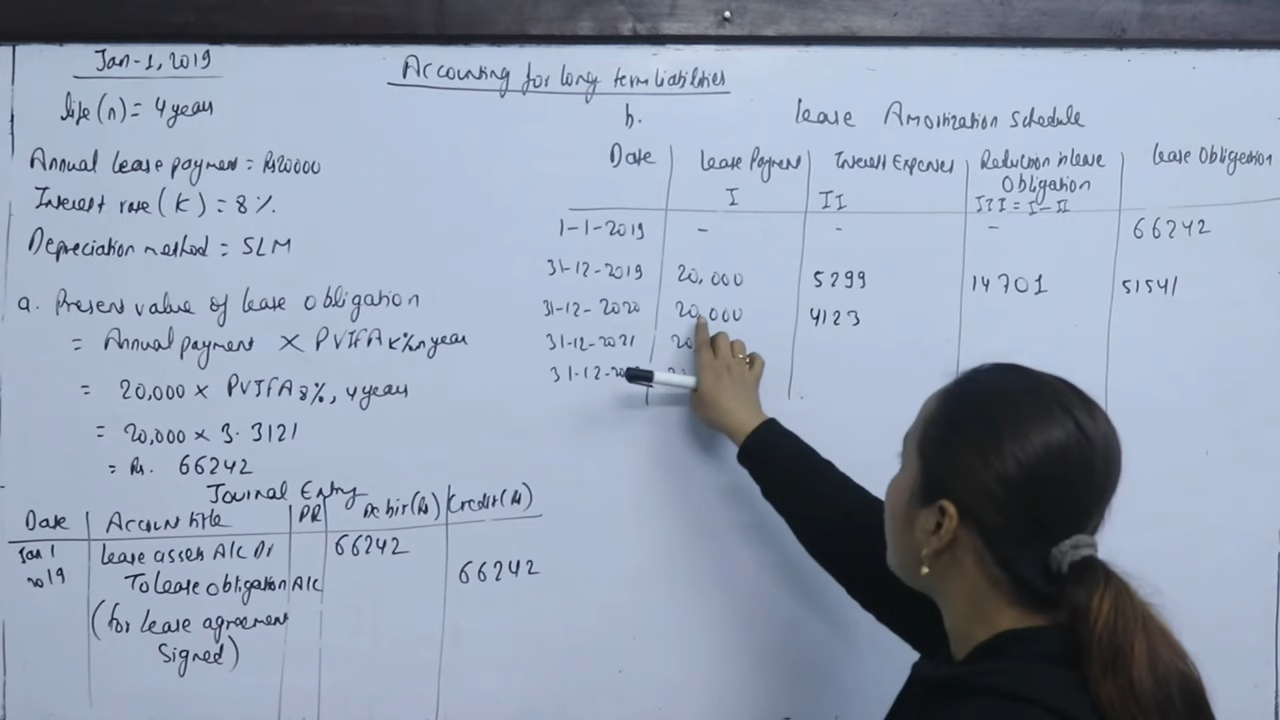 Jan-1, 2019
life(n) = 4 years
Annual lease payment = Rs20000
Interest rate (K) = 8%
Depreciation method = SLM
a. Present value of lease obligation
= Annual payment × PVIFA k%, n year
= 20,000 × PVIFA 8%, 4 years
= 20,000 × 3.3121
= Rs. 66242
Journal Entry
Date Account title PR Debit(Rs) Credit(Rs)
Jan 1 Lease assets A/c Dr 66242
2019 To Lease obligation A/c 66242
(for lease agreement
signed)
Accounting for long term liabilities
b. Lease Amortization Schedule
Date Lease Payment Interest Expenses Reduction in lease Lease Obligation
Obligation
I II III = I - II
1-1-2019 - - - 66242
31-12-2019 20,000 5299 14701 51541
31-12-2020 20,000 4123
31-12-2021 20
31-12-20